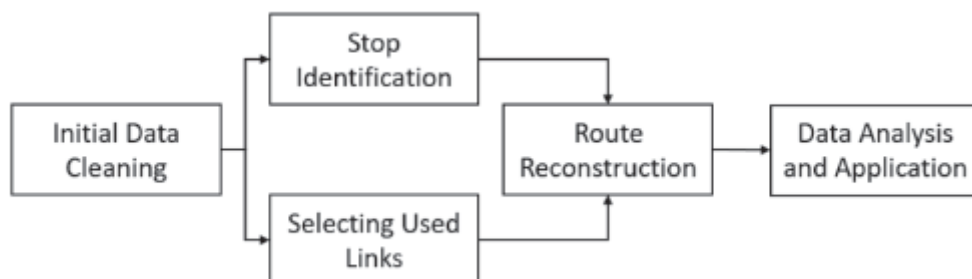 Stop
Identification
Initial Data
Cleaning
Route
Reconstruction
Data Analysis
and Application
Selecting Used
Links